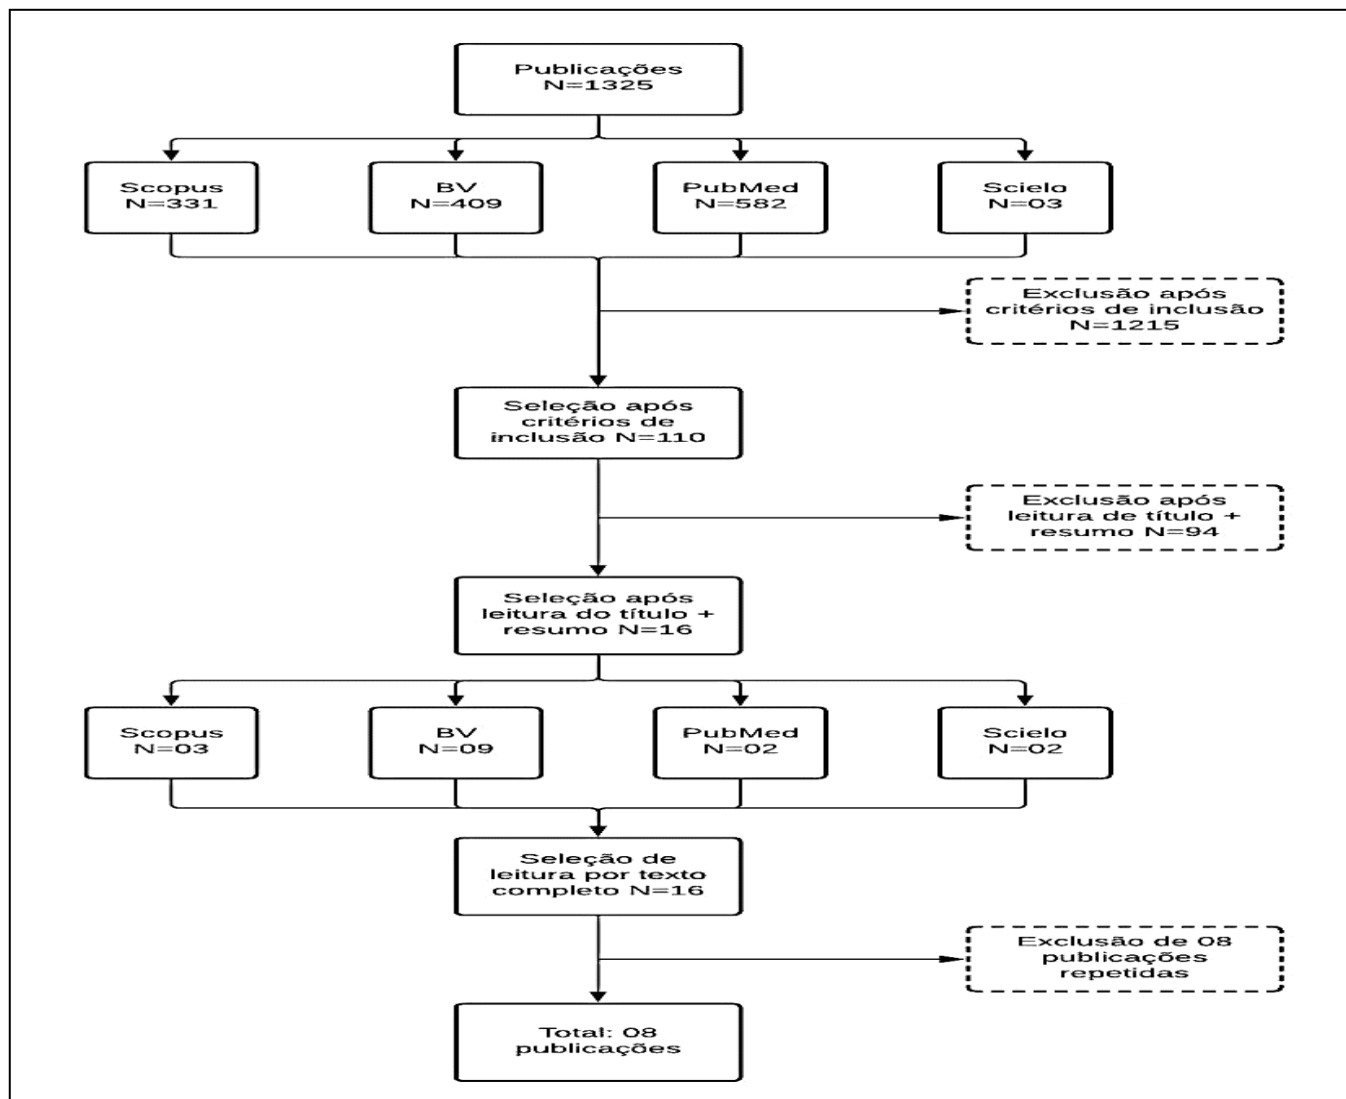 Publicações
N=1325
Scopus
N=331
BV
N=409
PubMed
N=582
Scielo
N=03
Exclusão após
critérios de inclusão
N=1215
Seleção após
critérios de
inclusão N=110
Exclusão após
leitura de título +
resumo N=94
Seleção após
leitura do título +
resumo N=16
Scopus
N=03
BV
N=09
PubMed
N=02
Scielo
N=02
Seleção de
leitura por texto
completo N=16
Exclusão de 08
publicações
repetidas
Total: 08
publicações